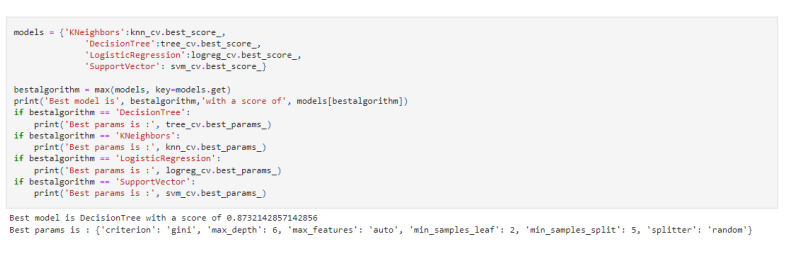 models = {'KNeighbors':knn_cv.best_score_,
'DecisionTree':tree_cv.best_score_,
'LogisticRegression':logreg_cv.best_score_,
'SupportVector': svm_cv.best_score_}
bestalgorithm = max(models, key=models.get)
print('Best model is', bestalgorithm,'with a score of', models[bestalgorithm])
if bestalgorithm == 'DecisionTree':
print('Best params is :', tree_cv.best_params_)
if bestalgorithm == 'KNeighbors':
print('Best params is :', knn_cv.best_params_)
if bestalgorithm == 'LogisticRegression':
print('Best params is :', logreg_cv.best_params_)
if bestalgorithm == 'SupportVector':
print('Best params is :', svm_cv.best_params_)
Best model is DecisionTree with a score of 0.8732142857142856
Best params is : {'criterion': 'gini', 'max_depth': 6, 'max_features': 'auto', 'min_samples_leaf': 2, 'min_samples_split': 5, 'splitter': 'random'}